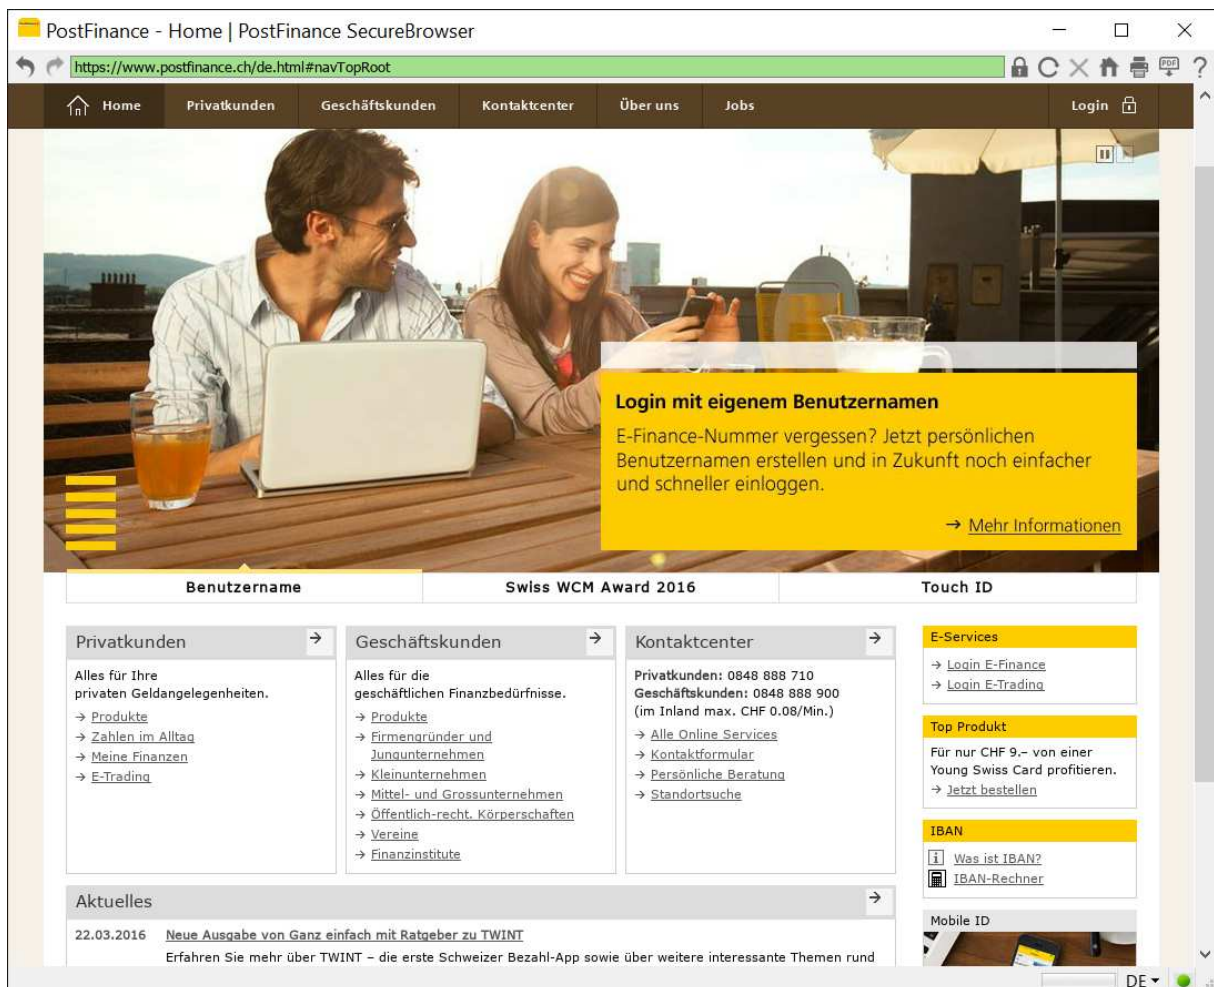 PostFinance - Home | PostFinance SecureBrowser
https://www.postfinance.ch/de.html#navTopRoot
PDF
?
Home
Privatkunden
Geschäftskunden
Kontaktcenter
Über uns
Jobs
Login
Login mit eigenem Benutzernamen
E-Finance-Nummer vergessen? Jetzt persönlichen
Benutzernamen erstellen und in Zukunft noch einfacher
und schneller einloggen.
→ Mehr Informationen
Benutzername
Swiss WCM Award 2016
Touch ID
Privatkunden →
Alles für Ihre
privaten Geldangelegenheiten.
→ Produkte
→ Zahlen im Alltag
→ Meine Finanzen
→ E-Trading
Geschäftskunden →
Alles für die
geschäftlichen Finanzbedürfnisse.
→ Produkte
→ Firmengründer und
Jungunternehmen
→ Kleinunternehmen
→ Mittel- und Grossunternehmen
→ Öffentlich-recht. Körperschaften
→ Vereine
→ Finanzinstitute
Kontaktcenter →
Privatkunden: 0848 888 710
Geschäftskunden: 0848 888 900
(im Inland max. CHF 0.08/Min.)
→ Alle Online Services
→ Kontaktformular
→ Persönliche Beratung
→ Standortsuche
E-Services
→ Login E-Finance
→ Login E-Trading
Top Produkt
Für nur CHF 9.– von einer
Young Swiss Card profitieren.
→ Jetzt bestellen
IBAN
i Was ist IBAN?
IBAN-Rechner
Mobile ID
Aktuelles →
22.03.2016 Neue Ausgabe von Ganz einfach mit Ratgeber zu TWINT
Erfahren Sie mehr über TWINT – die erste Schweizer Bezahl-App sowie über weitere interessante Themen rund
DE